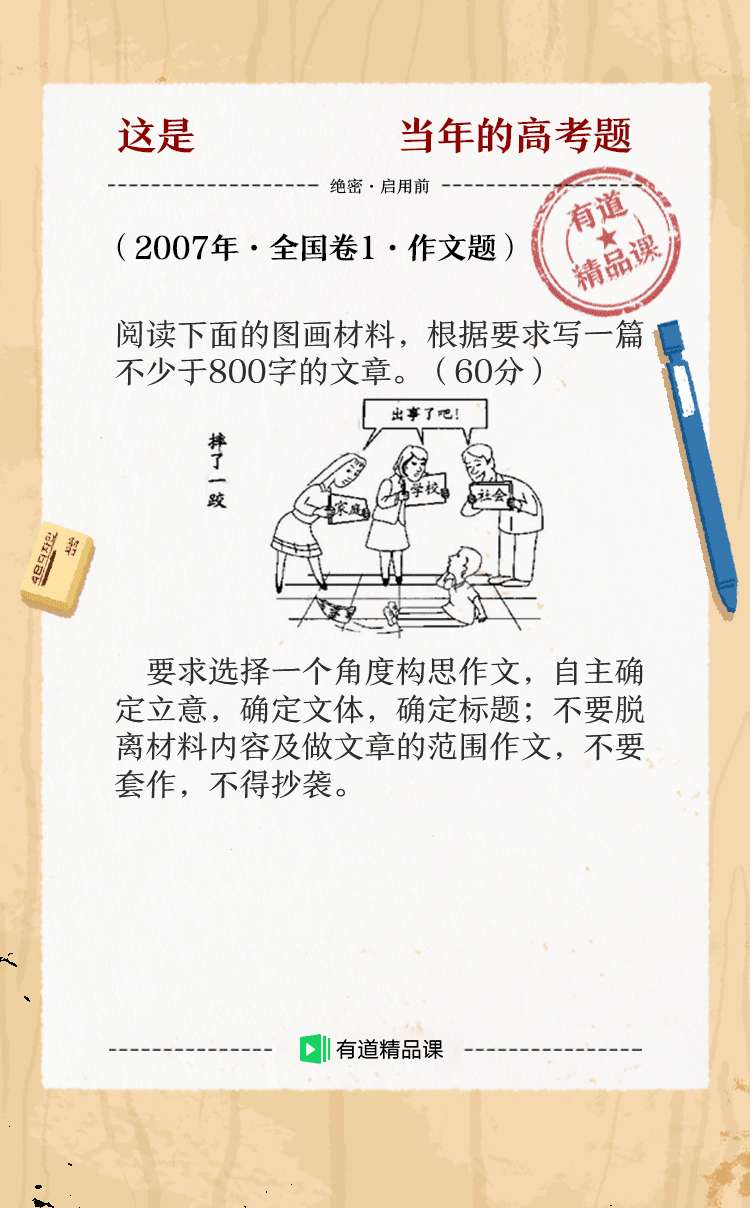 这是 当年的高考题
绝密·启用前
有道
精品课
（2007年·全国卷1·作文题）
阅读下面的图画材料，根据要求写一篇
不少于800字的文章。（60分）
出事了吧！
摔了一跤
家庭
学校
社会
要求选择一个角度构思作文，自主确
定立意，确定文体，确定标题；不要脱
离材料内容及做文章的范围作文，不要
套作，不得抄袭。
有道精品课